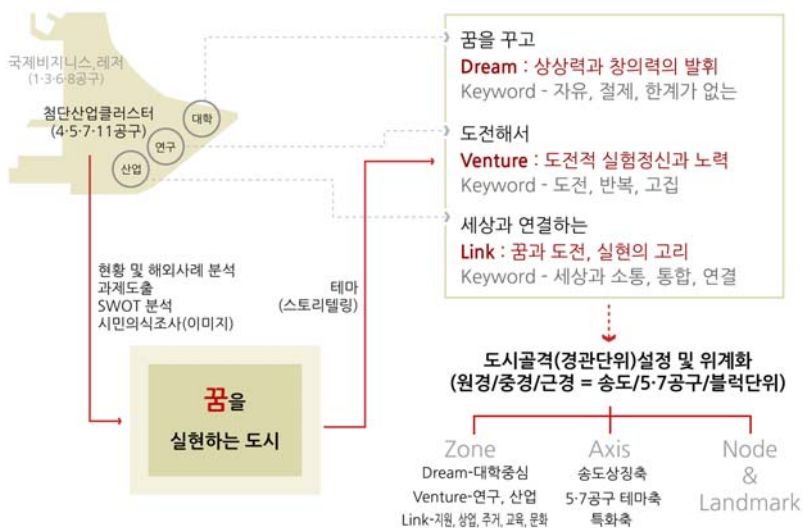 국제비지니스,레저
(1·3·6·8공구)
첨단산업클러스터
(4·5·7·11공구)
대학
연구
산업
현황 및 해외사례 분석
과제도출
SWOT 분석
시민의식조사(이미지)
테마
(스토리텔링)
꿈을
실현하는 도시
꿈을 꾸고
Dream : 상상력과 창의력의 발휘
Keyword - 자유, 절제, 한계가 없는
도전해서
Venture : 도전적 실험정신과 노력
Keyword - 도전, 반복, 고집
세상과 연결하는
Link : 꿈과 도전, 실현의 고리
Keyword - 세상과 소통, 통합, 연결
도시골격(경관단위)설정 및 위계화
(원경/중경/근경 = 송도/5·7공구/블럭단위)
Zone
Dream-대학중심
Venture-연구, 산업
Link-지원, 상업, 주거, 교육, 문화
Axis
송도상징축
5·7공구 테마축
특화축
Node
&
Landmark